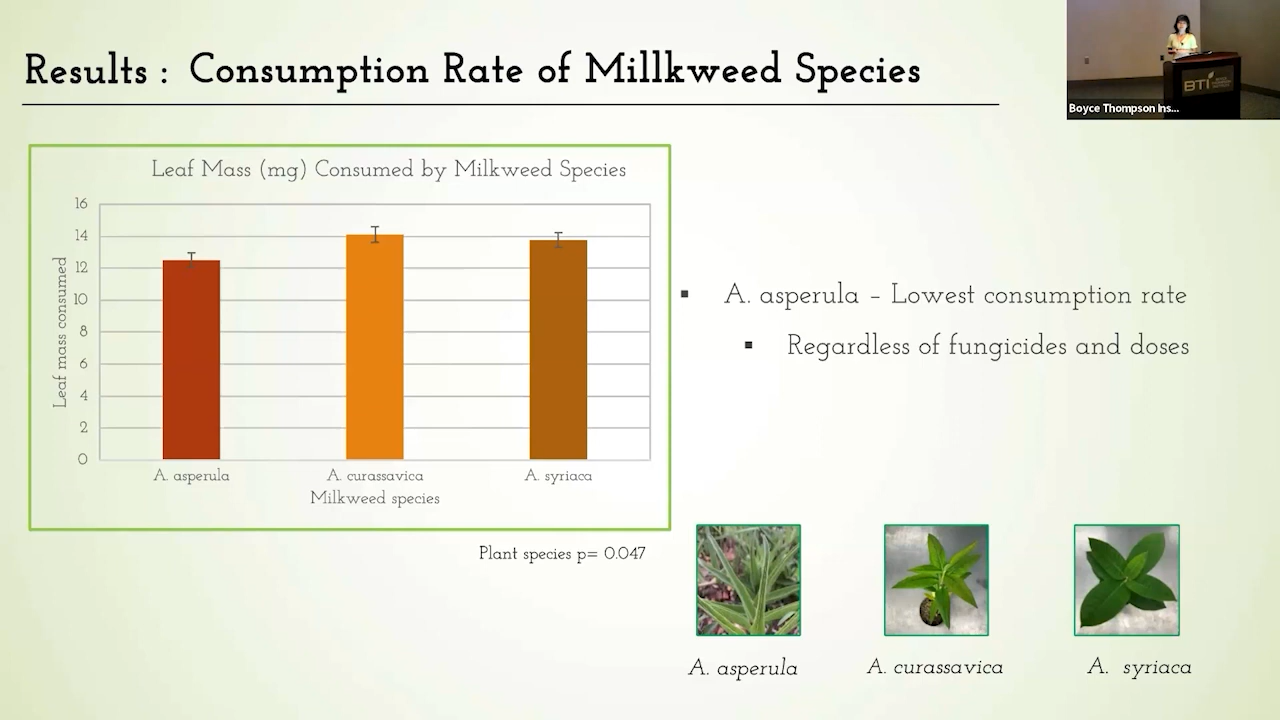 Results : Consumption Rate of Millkweed Species
BTI
Boyce Thompson Ins...
Leaf Mass (mg) Consumed by Milkweed Species
Leaf mass consumed
16
14
12
10
8
6
4
2
0
A. asperula
A. curassavica
A. syriaca
Milkweed species
Plant species p= 0.047
▪ A. asperula – Lowest consumption rate
▪ Regardless of fungicides and doses
A. asperula
A. curassavica
A. syriaca